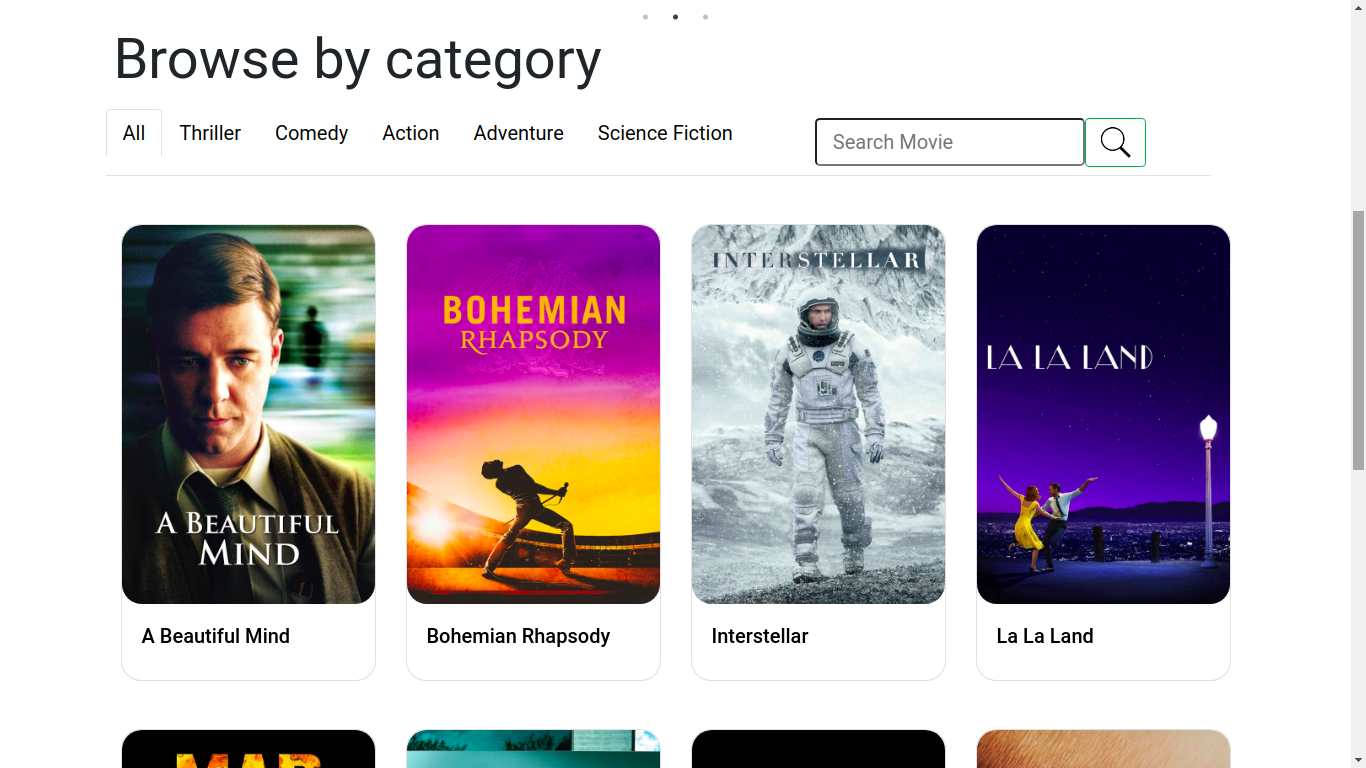 Browse by category
All Thriller Comedy Action Adventure Science Fiction
Search Movie
A BEAUTIFUL
MIND
BOHEMIAN
RHAPSODY
INTERSTELLAR
LA LA LAND
A Beautiful Mind
Bohemian Rhapsody
Interstellar
La La Land
MAD